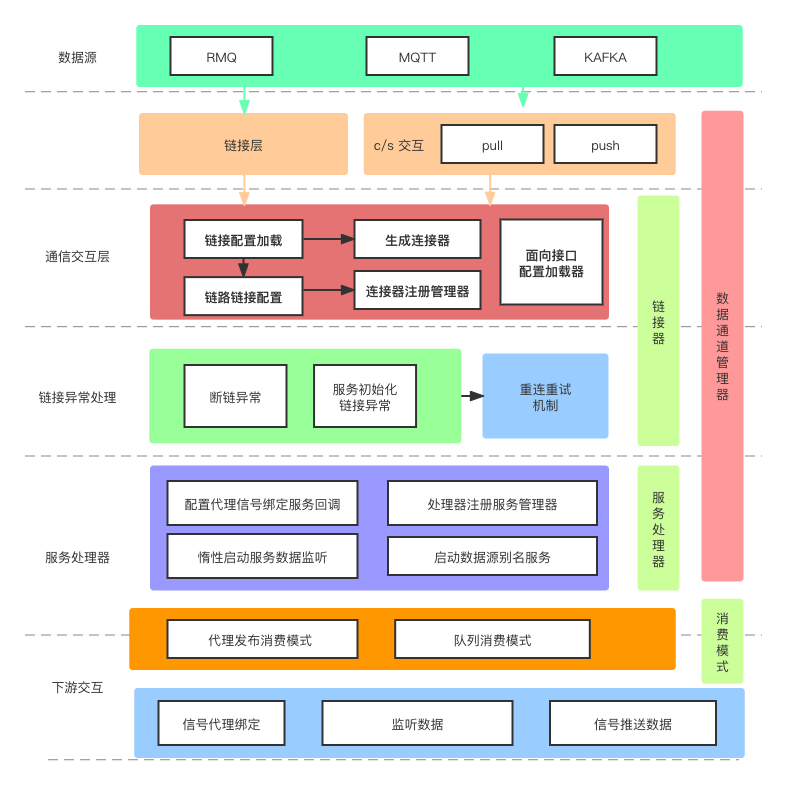 数据源
RMQ
MQTT
KAFKA
链接层
c/s 交互
pull
push
通信交互层
链接配置加载
生成连接器
面向接口
配置加载器
链路链接配置
连接器注册管理器
链接器
数据通道管理器
链接异常处理
断链异常
服务初始化
链接异常
重连重试
机制
服务处理器
配置代理信号绑定服务回调
处理器注册服务管理器
惰性启动服务数据监听
启动数据源别名服务
服务处理器
代理发布消费模式
队列消费模式
消费模式
下游交互
信号代理绑定
监听数据
信号推送数据